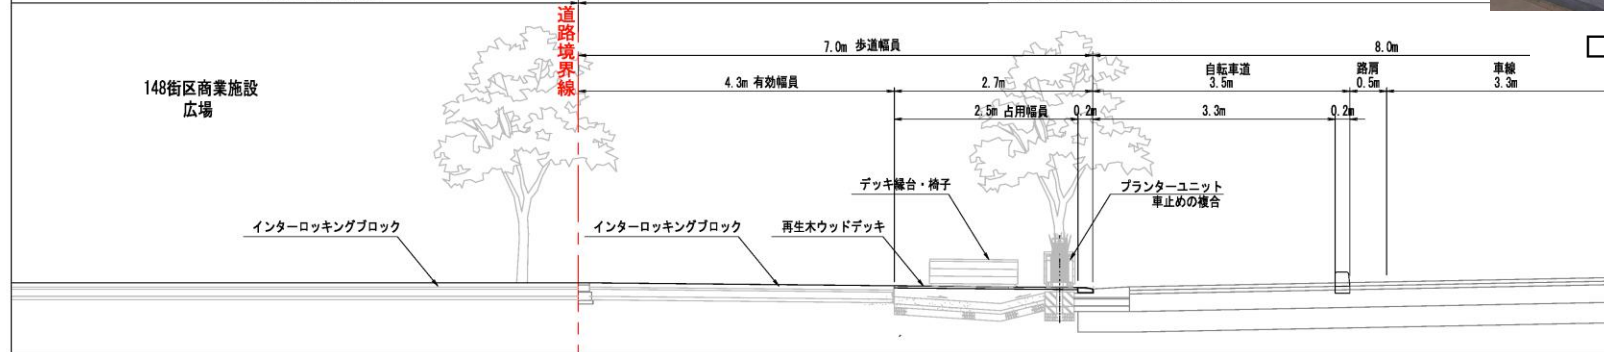 道路境界線
7.0m 歩道幅員
8.0m
148街区商業施設
広場
4.3m 有効幅員
2.7m
自転車道
3.5m
路肩
0.5m
車線
3.3m
2.5m 占用幅員
0.2m
3.3m
0.2m
デッキ縁台・椅子
プランターユニット
車止めの複合
インターロッキングブロック
インターロッキングブロック
再生木ウッドデッキ